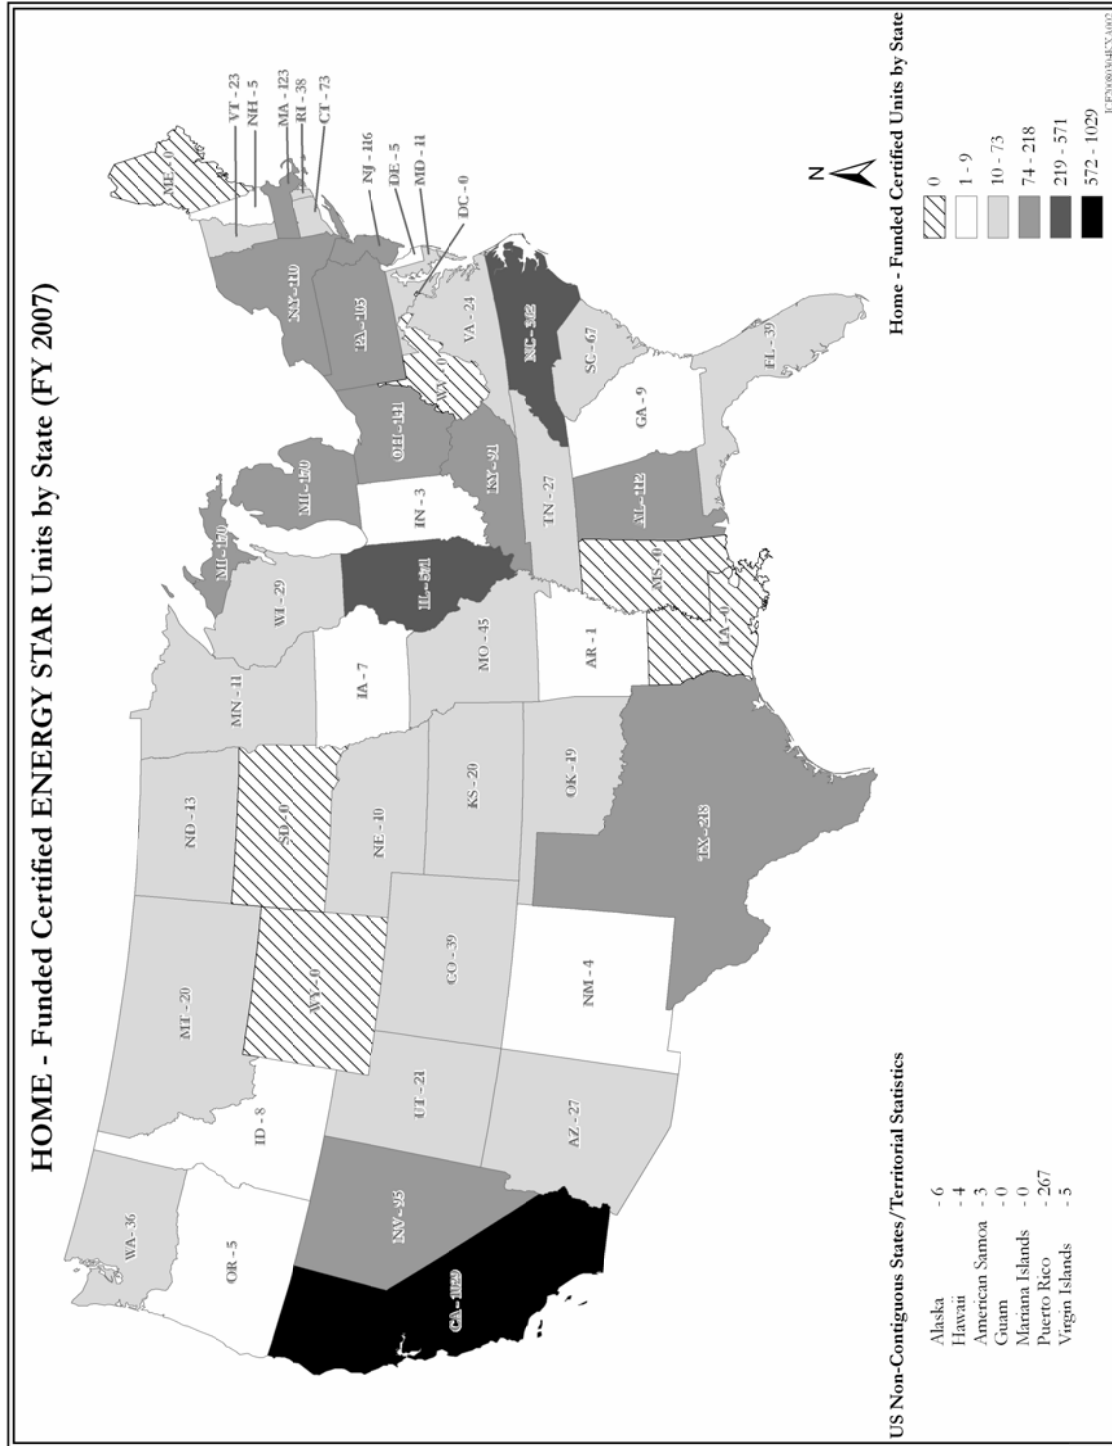 HOME - Funded Certified ENERGY STAR Units by State (FY 2007)
WA - 36
OR - 5
CA - 1029
NV - 95
ID - 8
MT - 20
WY - 0
UT - 21
AZ - 27
CO - 39
NM - 4
ND - 13
SD - 0
NE - 10
KS - 20
OK - 19
TX - 218
MN - 11
IA - 7
MO - 45
AR - 1
LA - 0
WI - 29
IL - 571
MI - 170
MI - 170
IN - 3
OH - 141
KY - 91
TN - 27
MS - 0
AL - 112
GA - 9
FL - 39
SC - 67
NC - 302
VA - 24
WV - 0
PA - 105
NY - 110
ME - 0
VT - 23
NH - 5
MA - 123
RI - 38
CT - 73
NJ - 116
DE - 5
MD - 11
DC - 0
N
US Non-Contiguous States/Territorial Statistics
Alaska - 6
Hawaii - 4
American Samoa - 3
Guam - 0
Mariana Islands - 0
Puerto Rico - 267
Virgin Islands - 5
Home - Funded Certified Units by State
0
1 - 9
10 - 73
74 - 218
219 - 571
572 - 1029